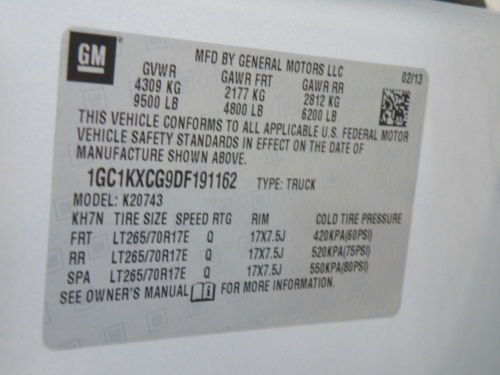 GM
MFD BY GENERAL MOTORS LLC
GVWR GAWR FRT GAWR RR 02/13
4309 KG 2177 KG 2812 KG
9500 LB 4800 LB 6200 LB
THIS VEHICLE CONFORMS TO ALL APPLICABLE U.S. FEDERAL MOTOR
VEHICLE SAFETY STANDARDS IN EFFECT ON THE DATE OF
MANUFACTURE SHOWN ABOVE.
1GC1KXCG9DF191162 TYPE: TRUCK
MODEL: K20743
KH7N TIRE SIZE SPEED RTG RIM COLD TIRE PRESSURE
FRT LT265/70R17E Q 17X7.5J 420KPA(60PSI)
RR LT265/70R17E Q 17X7.5J 520KPA(75PSI)
SPA LT265/70R17E Q 17X7.5J 550KPA(80PSI)
SEE OWNER'S MANUAL FOR MORE INFORMATION.